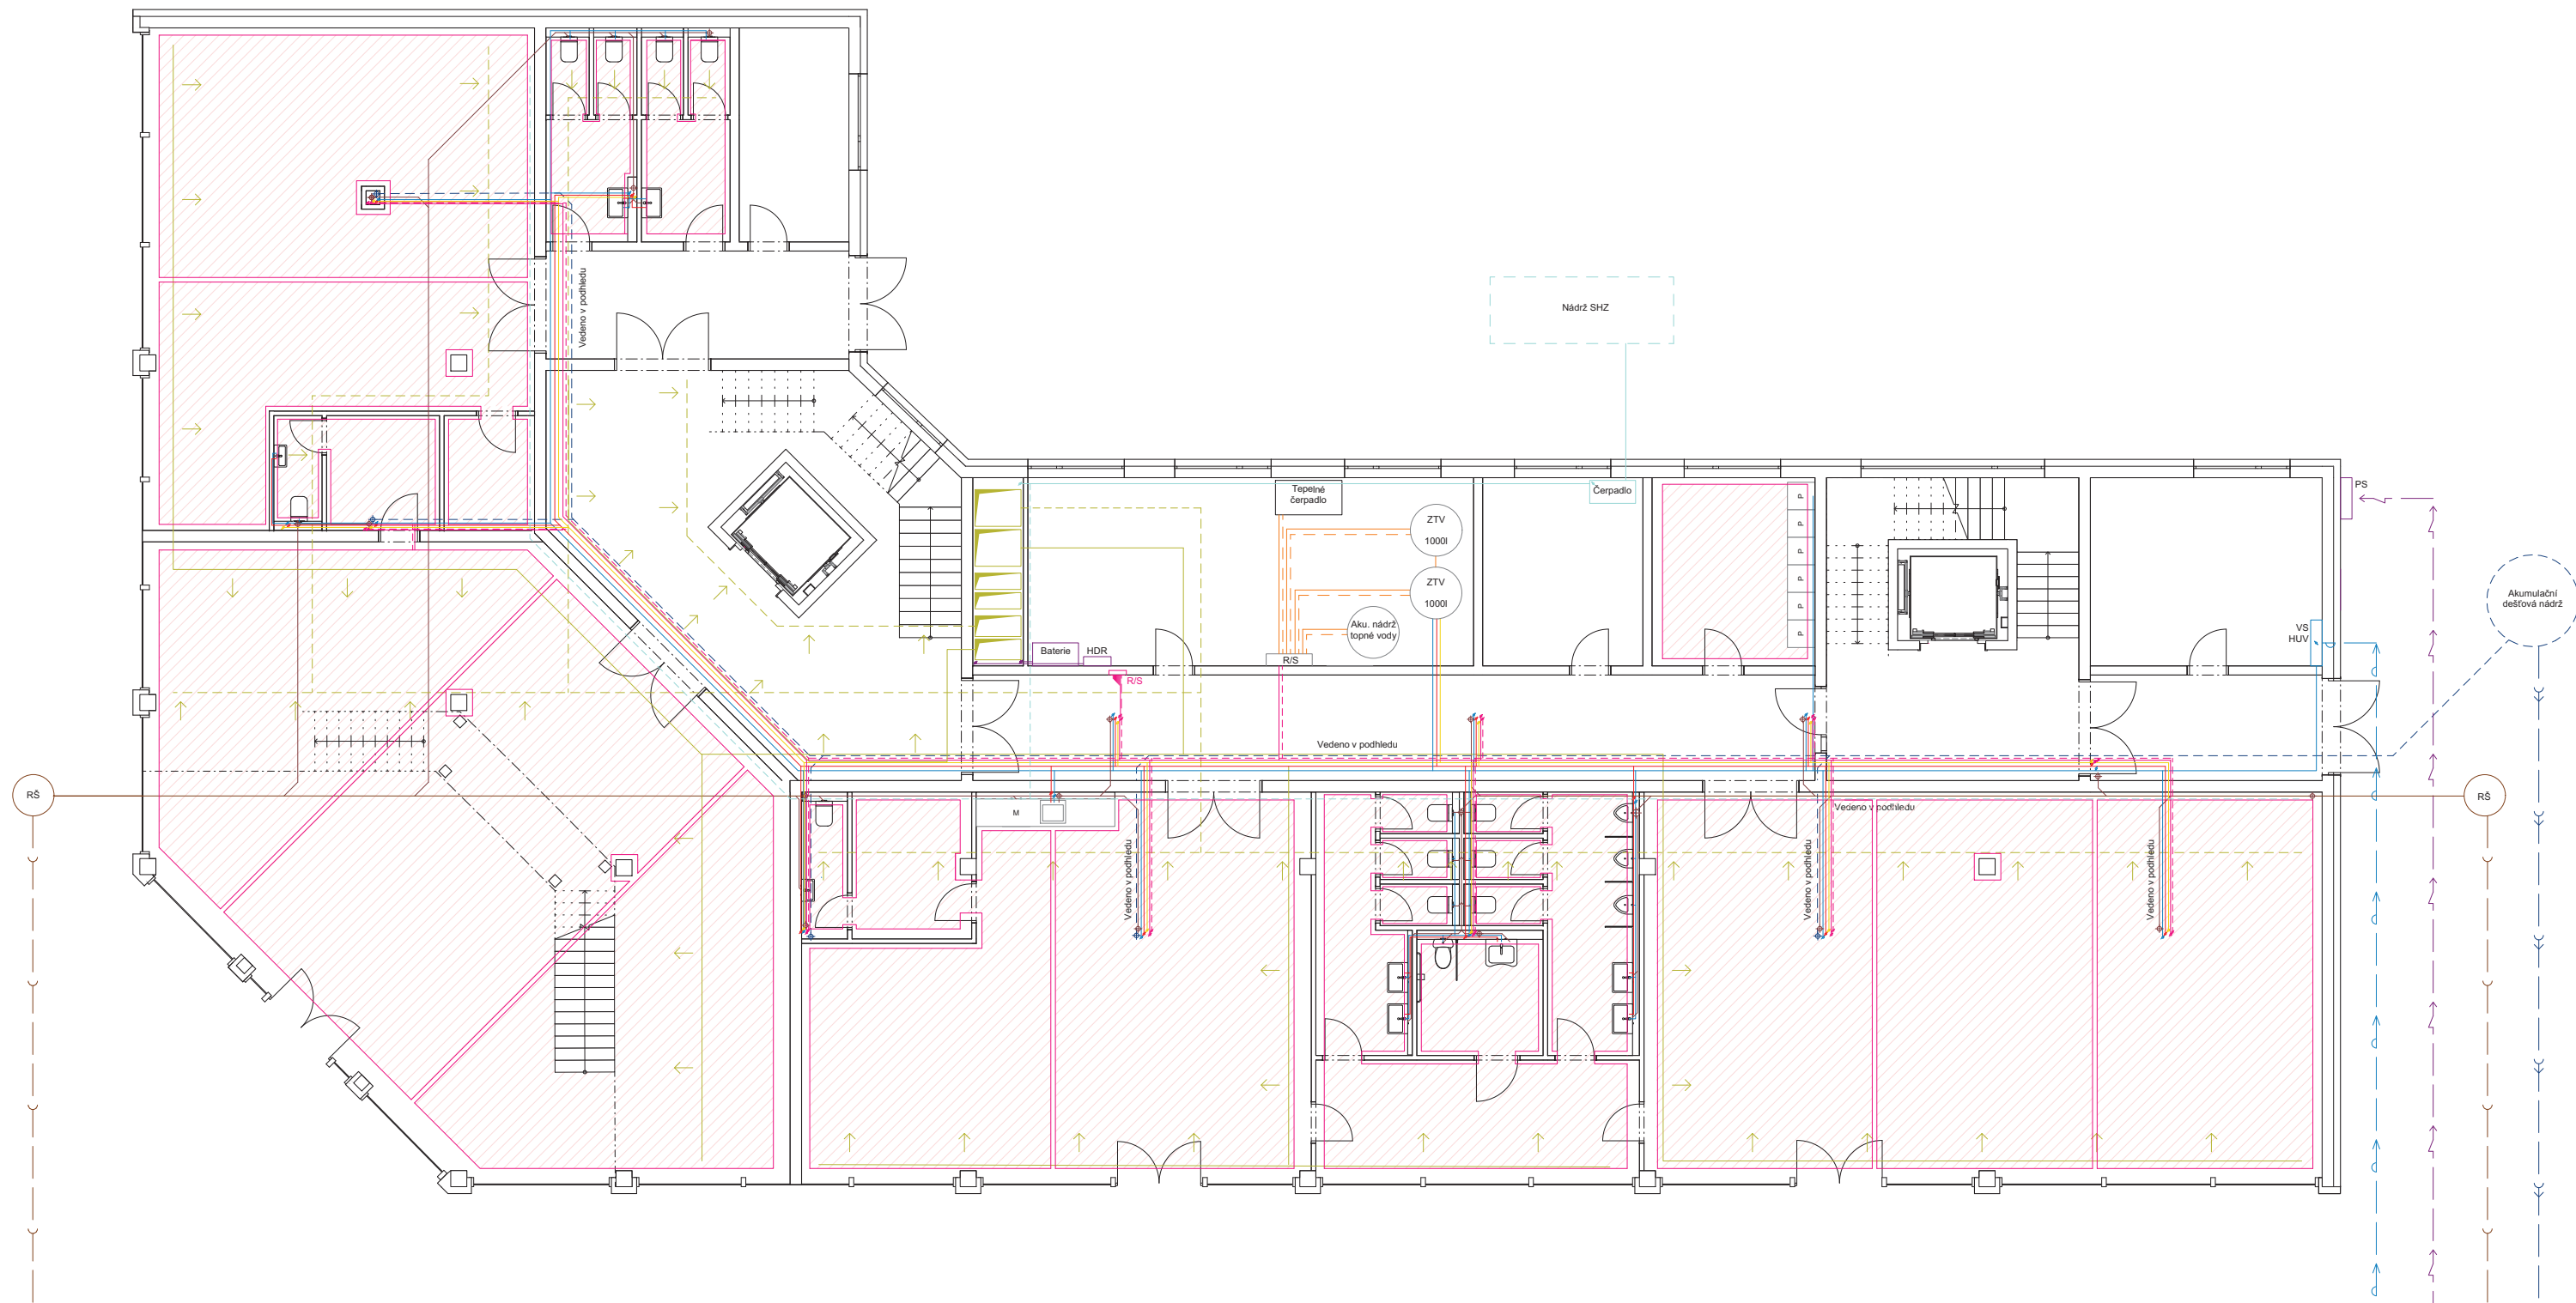 Vedeno v podhledu
Nádrž SHZ
Tepelné
čerpadlo
ZTV
1000l
Čerpadlo
P
P
P
P
P
P
PS
ZTV
1000l
Aku. nádrž
topné vody
Akumulační
dešťová nádrž
VS
HUV
Baterie
HDR
R/S
R/S
Vedeno v podhledu
RŠ
M
Vedeno v podhledu
RŠ
Vedeno v podhledu
Vedeno v podhledu
Vedeno v podhledu